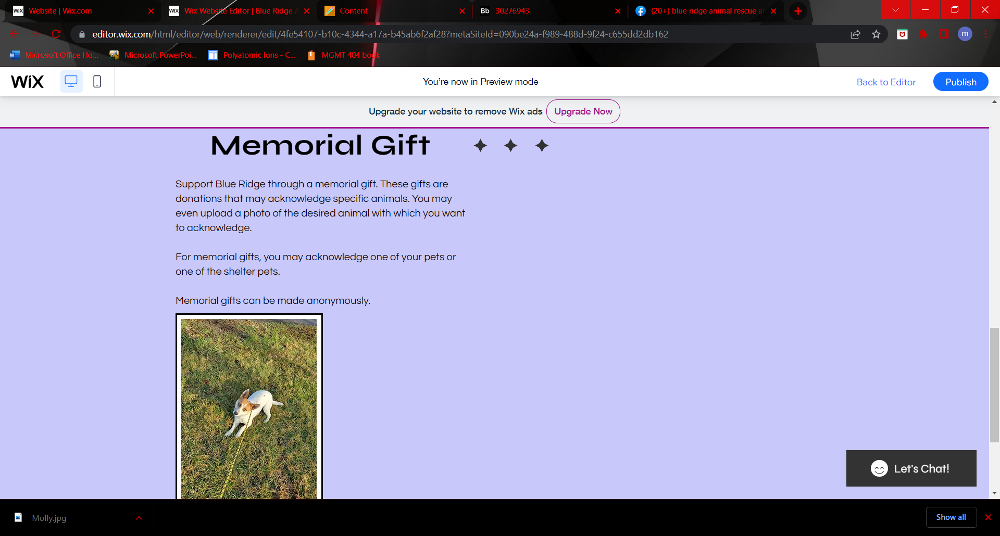 WiX Website | Wix.com
WiX Wix Website Editor | Blue Ridge A
Content
Bb 30276943
(20+) blue ridge animal rescue an
editor.wix.com/html/editor/web/renderer/edit/4fe54107-b10c-4344-a17a-b45ab6f2af28?metaSiteId=090be24a-f989-488d-9f24-c655dd2db162
m
Microsoft Office Ho...
Microsoft PowerPoi...
Polyatomic Ions - C...
MGMT 404 book
WiX
You're now in Preview mode
Back to Editor
Publish
Upgrade your website to remove Wix ads
Upgrade Now
Memorial Gift
Support Blue Ridge through a memorial gift. These gifts are
donations that may acknowledge specific animals. You may
even upload a photo of the desired animal with which you want
to acknowledge.
For memorial gifts, you may acknowledge one of your pets or
one of the shelter pets.
Memorial gifts can be made anonymously.
Let's Chat!
Molly.jpg
Show all